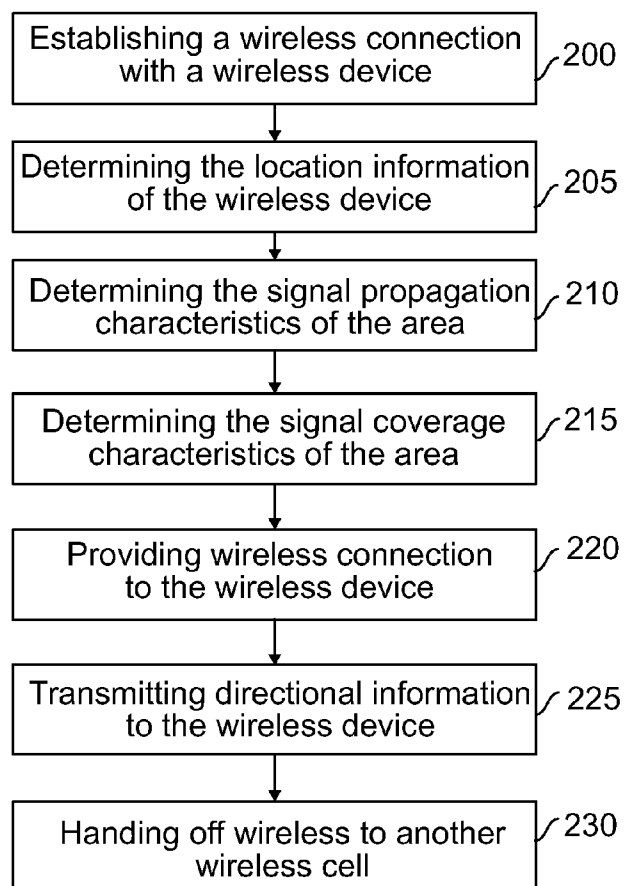 Establishing a wireless connection
with a wireless device
200
Determining the location information
of the wireless device
205
Determining the signal propagation
characteristics of the area
210
Determining the signal coverage
characteristics of the area
215
Providing wireless connection
to the wireless device
220
Transmitting directional information
to the wireless device
225
Handing off wireless to another
wireless cell
230